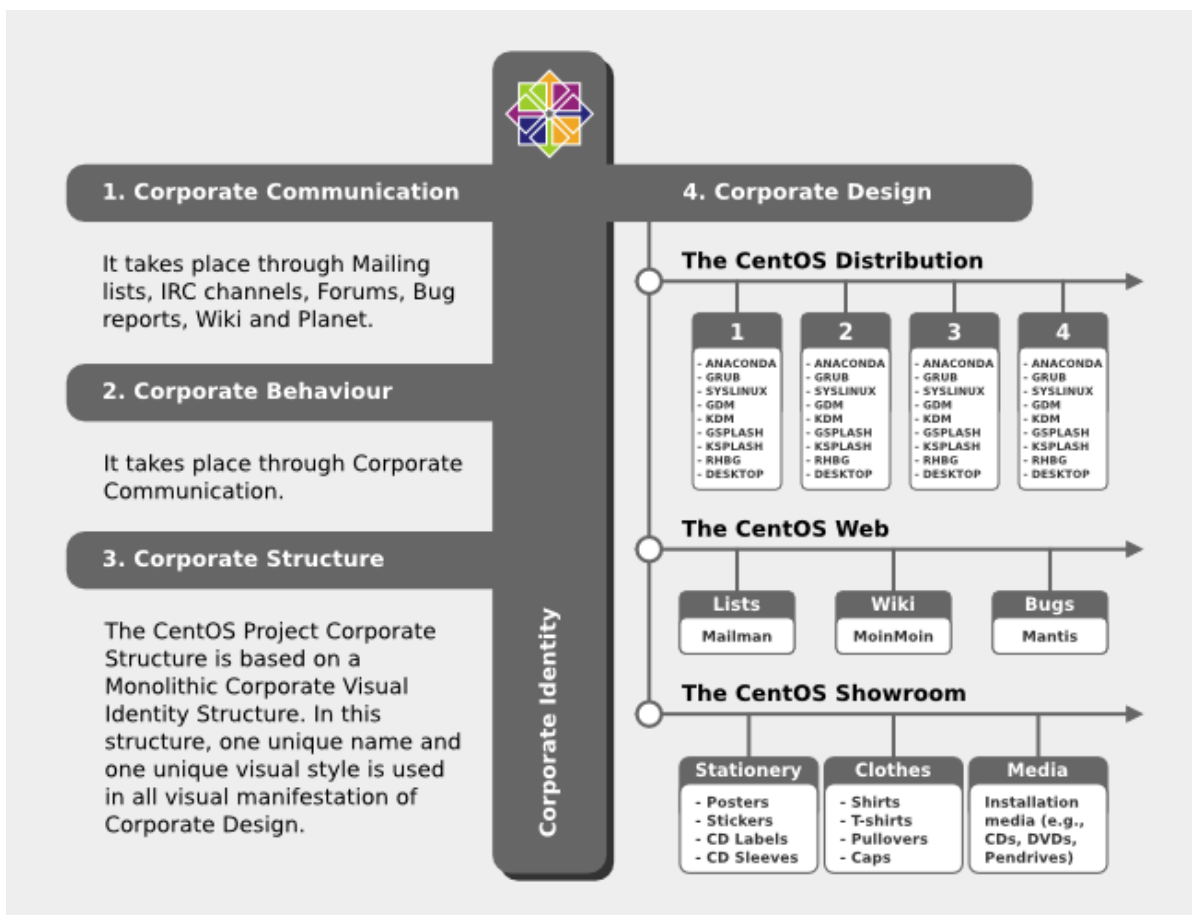 1. Corporate Communication
It takes place through Mailing
lists, IRC channels, Forums, Bug
reports, Wiki and Planet.
2. Corporate Behaviour
It takes place through Corporate
Communication.
3. Corporate Structure
The CentOS Project Corporate
Structure is based on a
Monolithic Corporate Visual
Identity Structure. In this
structure, one unique name and
one unique visual style is used
in all visual manifestation of
Corporate Design.
Corporate Identity
4. Corporate Design
The CentOS Distribution
1
- ANACONDA
- GRUB
- SYSLINUX
- GDM
- KDM
- GSPLASH
- KSPLASH
- RHBG
- DESKTOP
2
- ANACONDA
- GRUB
- SYSLINUX
- GDM
- KDM
- GSPLASH
- KSPLASH
- RHBG
- DESKTOP
3
- ANACONDA
- GRUB
- SYSLINUX
- GDM
- KDM
- GSPLASH
- KSPLASH
- RHBG
- DESKTOP
4
- ANACONDA
- GRUB
- SYSLINUX
- GDM
- KDM
- GSPLASH
- KSPLASH
- RHBG
- DESKTOP
The CentOS Web
Lists
Mailman
Wiki
MoinMoin
Bugs
Mantis
The CentOS Showroom
Stationery
- Posters
- Stickers
- CD Labels
- CD Sleeves
Clothes
- Shirts
- T-shirts
- Pullovers
- Caps
Media
Installation
media (e.g.,
CDs, DVDs,
Pendrives)